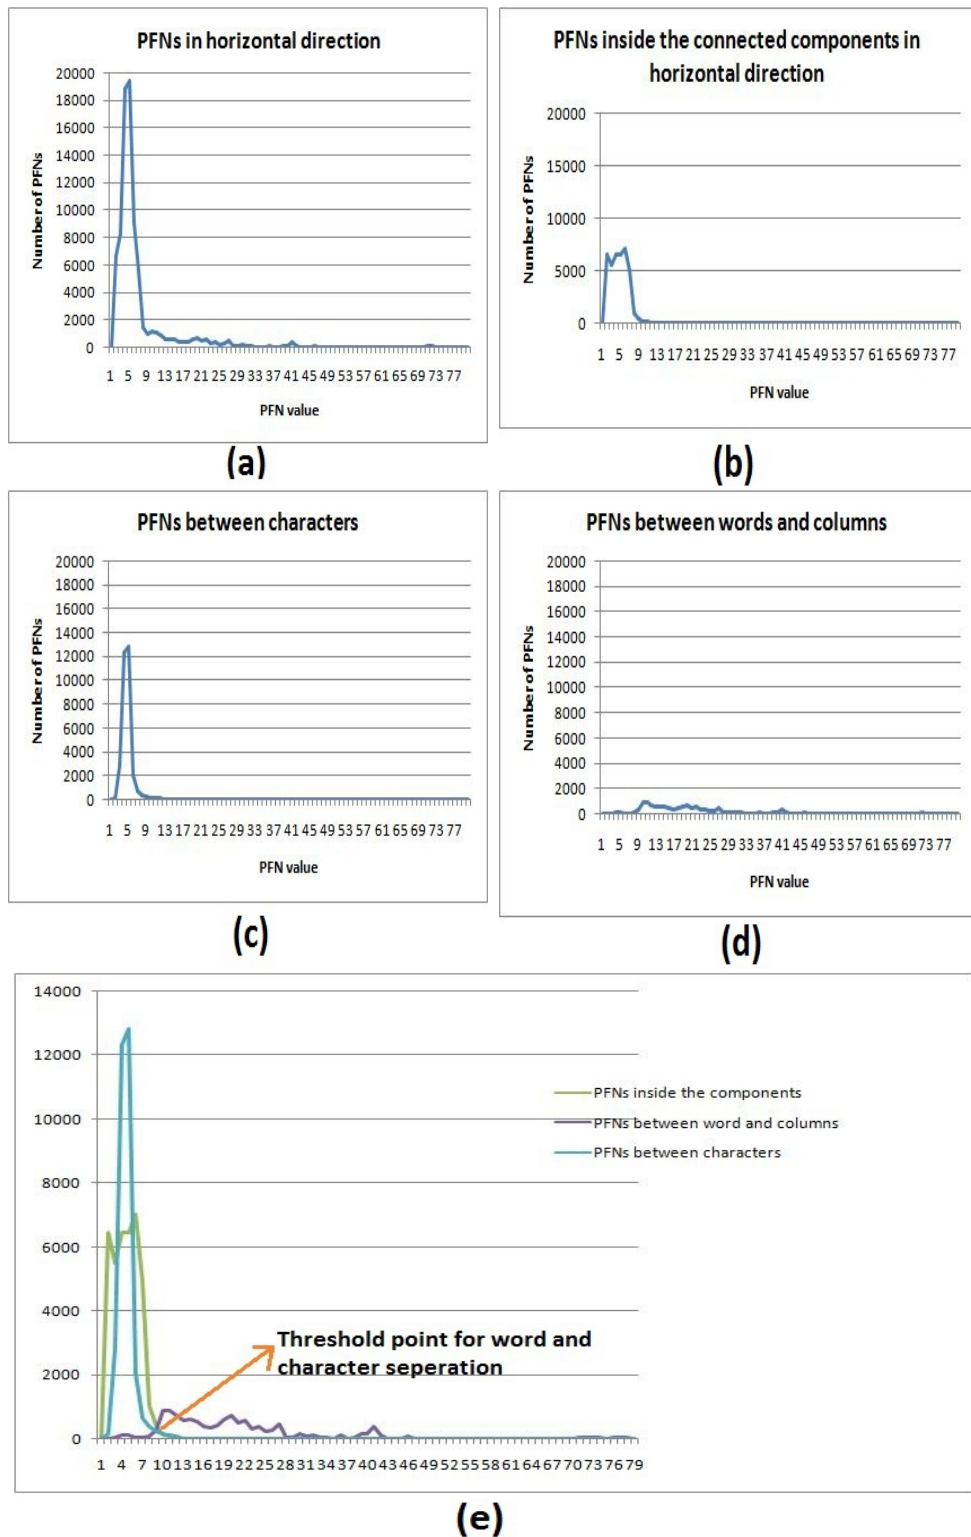 PFNs in horizontal direction
20000
18000
16000
14000
12000
10000
8000
6000
4000
2000
0
Number of PFNs
1 5 9 13 17 21 25 29 33 37 41 45 49 53 57 61 65 69 73 77
PFN value
(a)
PFNs inside the connected components in
horizontal direction
20000
15000
10000
5000
0
Number of PFNs
1 5 9 13 17 21 25 29 33 37 41 45 49 53 57 61 65 69 73 77
PFN value
(b)
PFNs between characters
20000
18000
16000
14000
12000
10000
8000
6000
4000
2000
0
Number of PFNs
1 5 9 13 17 21 25 29 33 37 41 45 49 53 57 61 65 69 73 77
PFN value
(c)
PFNs between words and columns
20000
18000
16000
14000
12000
10000
8000
6000
4000
2000
0
Number of PFNs
1 5 9 13 17 21 25 29 33 37 41 45 49 53 57 61 65 69 73 77
PFN value
(d)
14000
12000
10000
8000
6000
4000
2000
0
PFNs inside the components
PFNs between word and columns
PFNs between characters
Threshold point for word and
character seperation
1 4 7 10 13 16 19 22 25 28 31 34 37 40 43 46 49 52 55 58 61 64 67 70 73 76 79
(e)